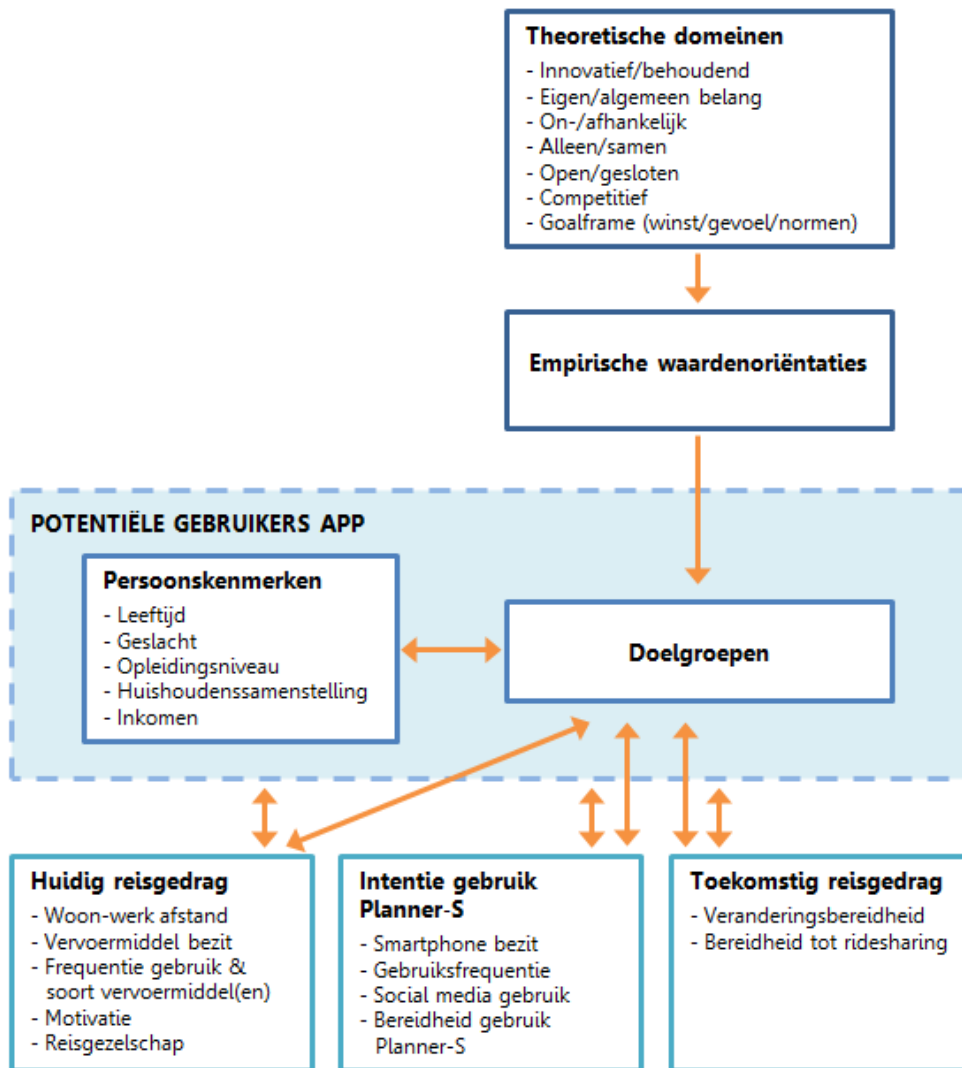 Theoretische domeinen
- Innovatief/behoudend
- Eigen/algemeen belang
- On-/afhankelijk
- Alleen/samen
- Open/gesloten
- Competitief
- Goalframe (winst/gevoel/normen)
Empirische waardenoriëntaties
POTENTIËLE GEBRUIKERS APP
Persoonskenmerken
- Leeftijd
- Geslacht
- Opleidingsniveau
- Huishoudenssamenstelling
- Inkomen
Doelgroepen
Huidig reisgedrag
- Woon-werk afstand
- Vervoermiddel bezit
- Frequentie gebruik &
soort vervoermiddel(en)
- Motivatie
- Reisgezelschap
Intentie gebruik
Planner-S
- Smartphone bezit
- Gebruiksfrequentie
- Social media gebruik
- Bereidheid gebruik
Planner-S
Toekomstig reisgedrag
- Veranderingsbereidheid
- Bereidheid tot ridesharing